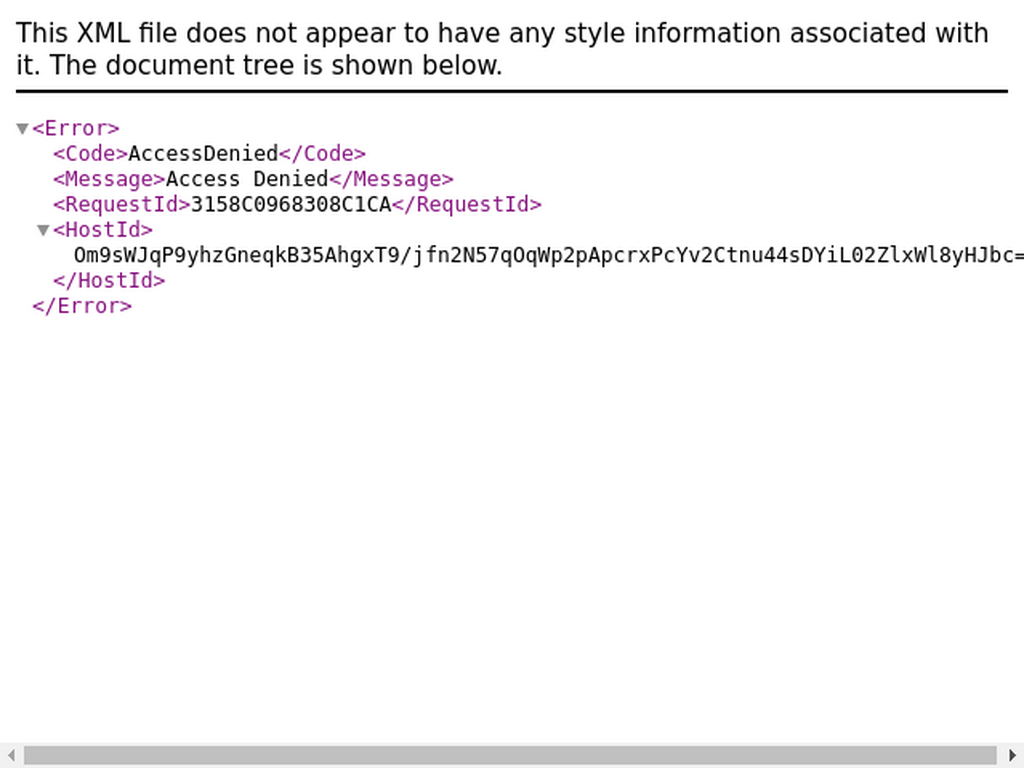 This XML file does not appear to have any style information associated with
it. The document tree is shown below.
<Error>
<Code>AccessDenied</Code>
<Message>Access Denied</Message>
<RequestId>3158C0968308C1CA</RequestId>
<HostId>
Om9sWJqP9yhzGneqkB35AhgxT9/jfn2N57qOqWp2pApcrxPcYv2Ctnu44sDYiL02ZlxWl8yHJbc=
</HostId>
</Error>